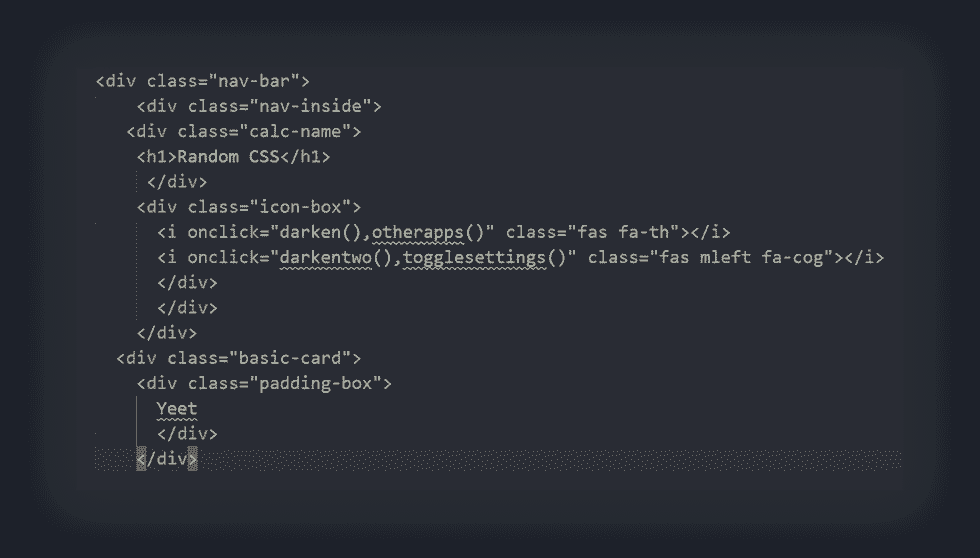 <div class="nav-bar">
<div class="nav-inside">
<div class="calc-name">
<h1>Random CSS</h1>
</div>
<div class="icon-box">
<i onclick="darken(),otherapps()" class="fas fa-th"></i>
<i onclick="darkentwo(),togglesettings()" class="fas mleft fa-cog"></i>
</div>
</div>
</div>
<div class="basic-card">
<div class="padding-box">
Yeet
</div>
</div>